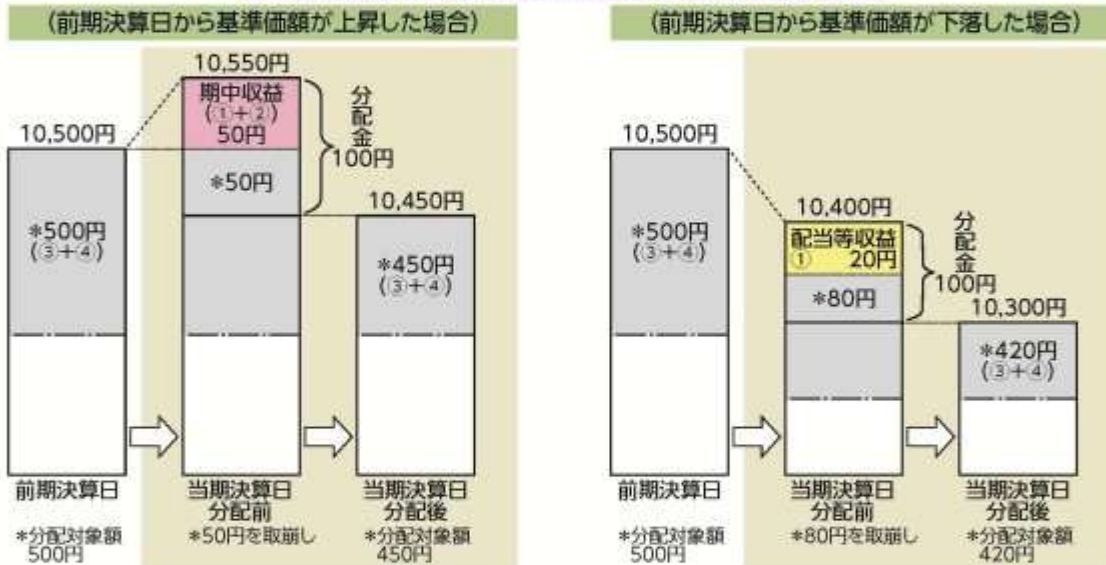 (前期決算日から基準価額が上昇した場合)
10,550円
期中収益
(①+②)
50円
分配金
100円
10,500円
*50円
10,450円
*500円
(③+④)
*450円
(③+④)
前期決算日
当期決算日
分配前
当期決算日
分配後
*分配対象額
500円
*50円を取崩し
*分配対象額
450円
(前期決算日から基準価額が下落した場合)
10,500円
10,400円
配当等収益
① 20円
分配金
100円
*500円
(③+④)
*80円
10,300円
*420円
(③+④)
前期決算日
当期決算日
分配前
当期決算日
分配後
*分配対象額
500円
*80円を取崩し
*分配対象額
420円